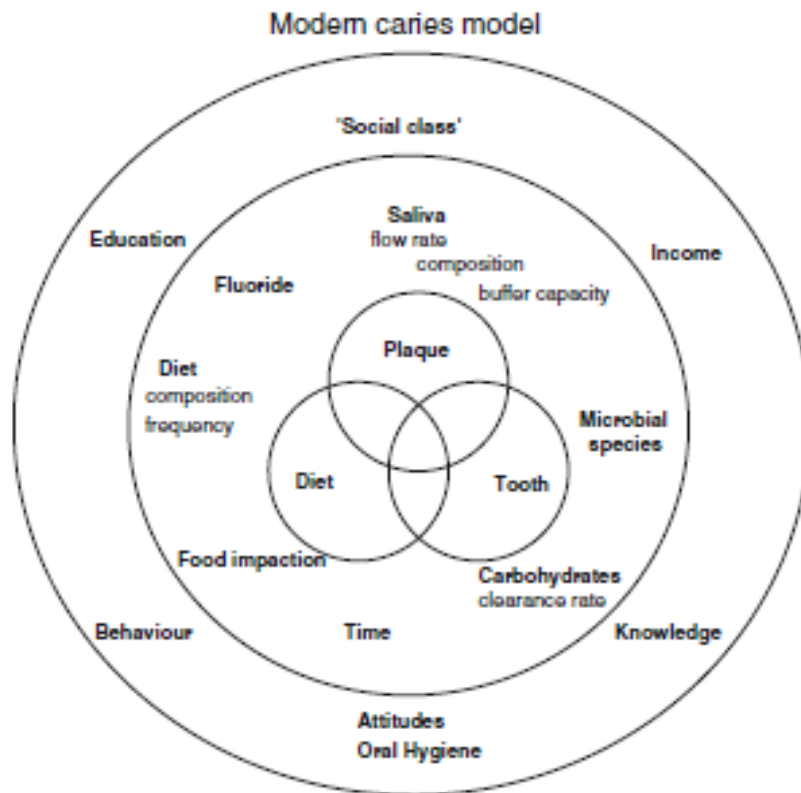 Modern caries model
'Social class'
Saliva
flow rate
composition
buffer capacity
Education
Income
Fluoride
Plaque
Diet
composition
frequency
Microbial
species
Diet
Tooth
Food impaction
Carbohydrates
clearance rate
Behaviour
Time
Knowledge
Attitudes
Oral Hygiene